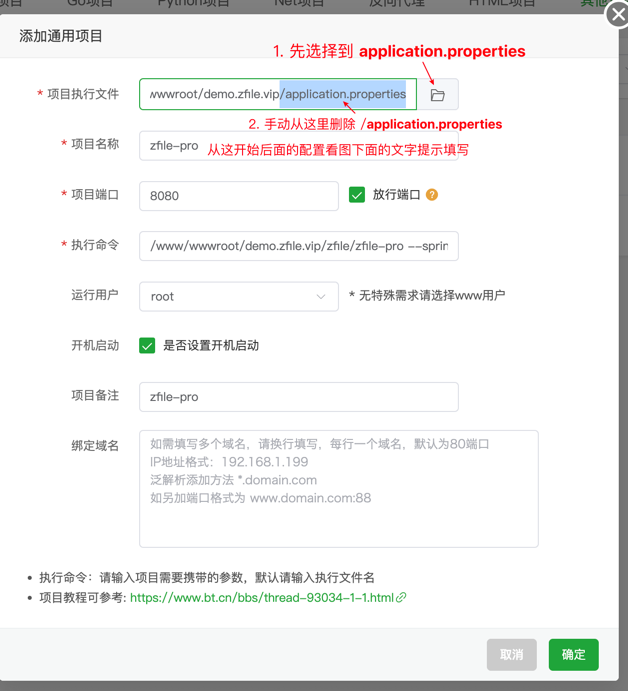 项目
Go项目
Python项目
Net项目
反向代理
HTML项目
其他
添加通用项目
1. 先选择到 application.properties
* 项目执行文件
wwwroot/demo.zfile.vip/application.properties
2. 手动从这里删除 /application.properties
* 项目名称
zfile-pro
从这开始后面的配置看图下面的文字提示填写
* 项目端口
8080
放行端口 ?
* 执行命令
/www/wwwroot/demo.zfile.vip/zfile/zfile-pro --sprin
运行用户
root
* 无特殊需求请选择www用户
开机启动
是否设置开机启动
项目备注
zfile-pro
绑定域名
如需填写多个域名，请换行填写，每行一个域名，默认为80端口
IP地址格式：192.168.1.199
泛解析添加方法 *.domain.com
如另加端口格式为 www.domain.com:88
• 执行命令：请输入项目需要携带的参数，默认请输入执行文件名
• 项目教程可参考: https://www.bt.cn/bbs/thread-93034-1-1.html
取消
确定